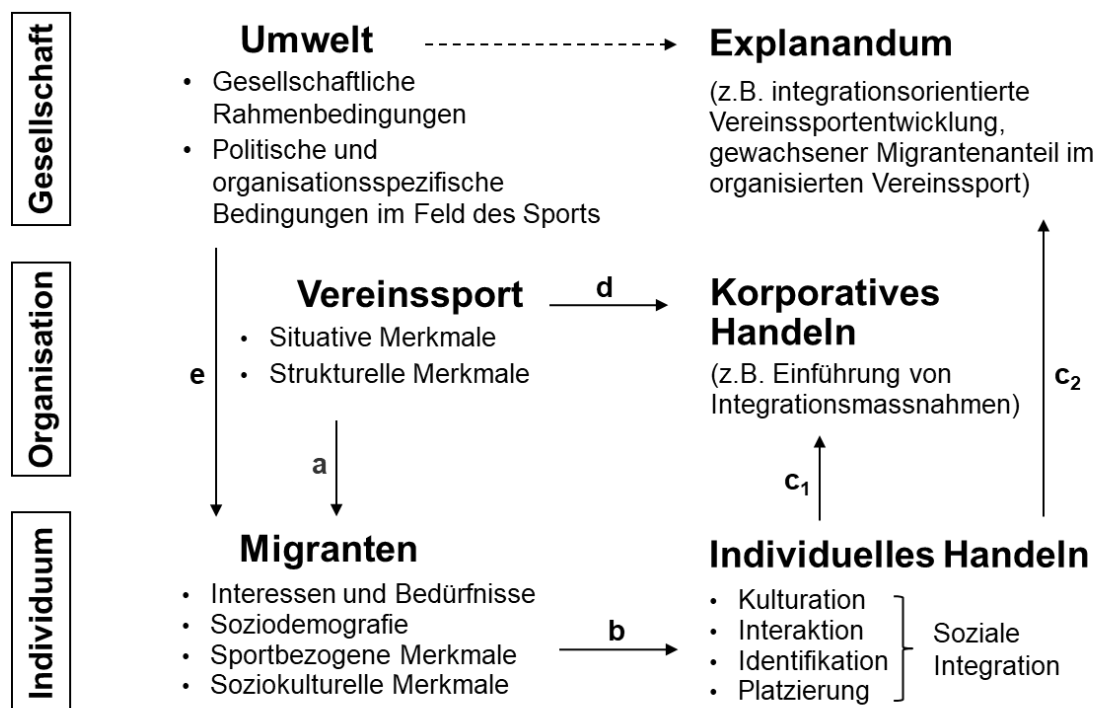 Gesellschaft
Umwelt
• Gesellschaftliche
Rahmenbedingungen
• Politische und
organisationsspezifische
Bedingungen im Feld des Sports
Explanandum
(z.B. integrationsorientierte
Vereinssportentwicklung,
gewachsener Migrantenanteil im
organisierten Vereinssport)
Organisation
Vereinssport
• Situative Merkmale
• Strukturelle Merkmale
d
Korporatives
Handeln
(z.B. Einführung von
Integrationsmassnahmen)
e
a
c₁
c₂
Individuum
Migranten
• Interessen und Bedürfnisse
• Soziodemografie
• Sportbezogene Merkmale
• Soziokulturelle Merkmale
b
Individuelles Handeln
• Kulturation
• Interaktion
• Identifikation
• Platzierung
Soziale
Integration